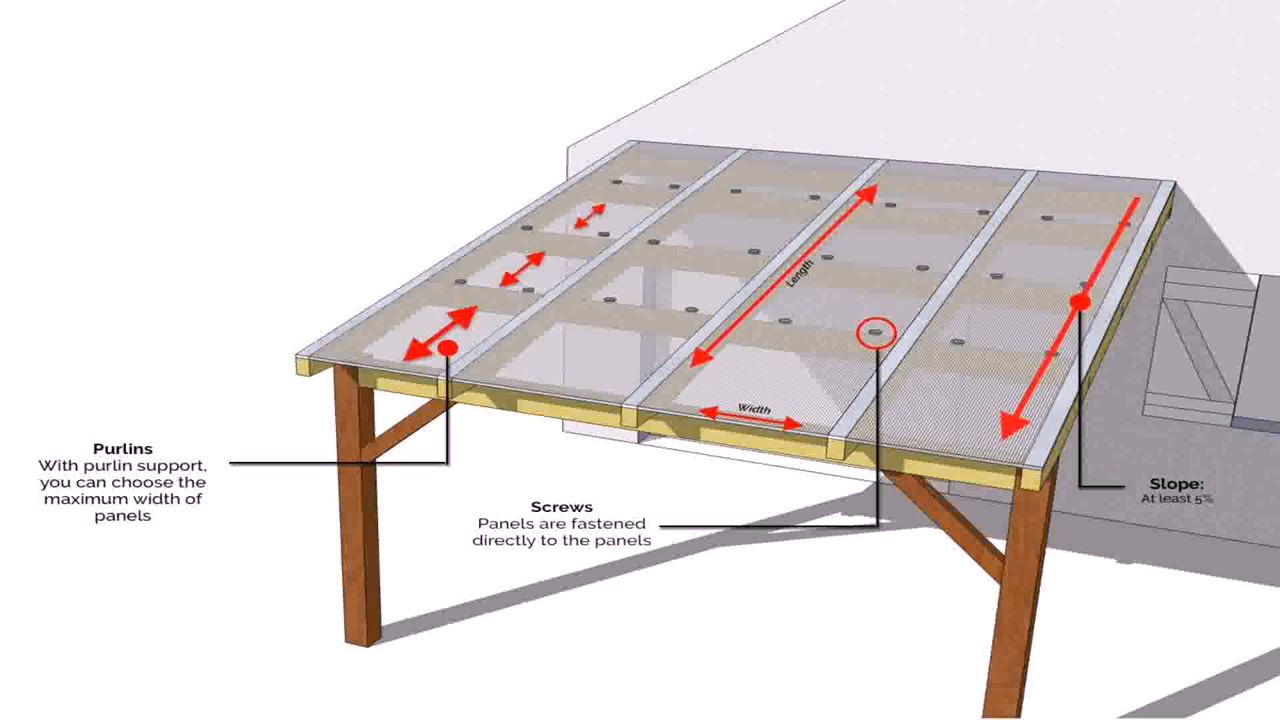 Length
Width
Purlins
With purlin support,
you can choose the
maximum width of
panels
Screws
Panels are fastened
directly to the panels
Slope:
At least 5%